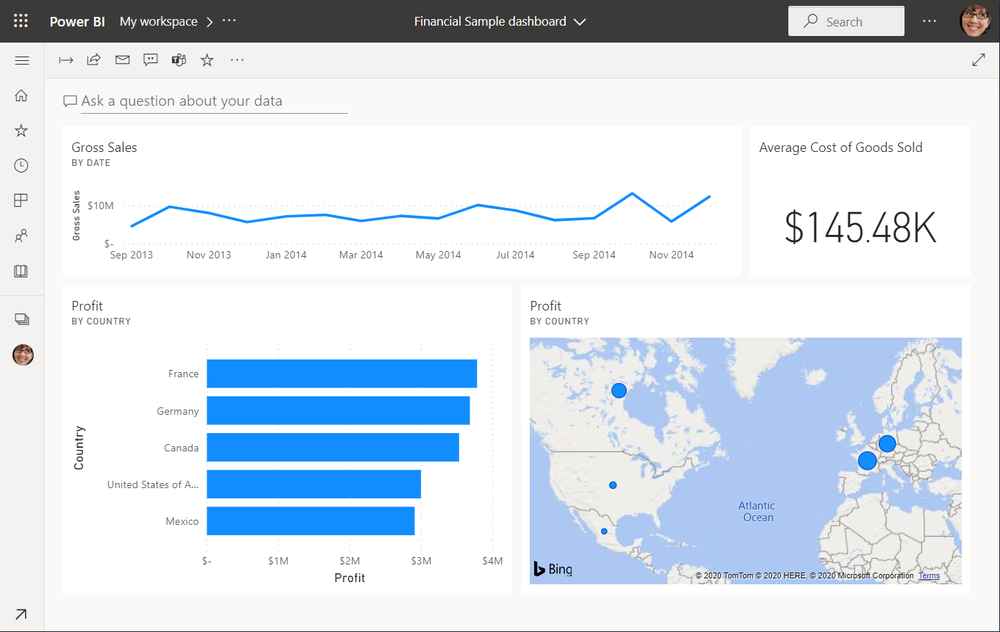 Power BI My workspace
Financial Sample dashboard
Search
Ask a question about your data
Gross Sales
BY DATE
Gross Sales
$10M
$-
Sep 2013 Nov 2013 Jan 2014 Mar 2014 May 2014 Jul 2014 Sep 2014 Nov 2014
Average Cost of Goods Sold
$145.48K
Profit
BY COUNTRY
Country
France
Germany
Canada
United States of A...
Mexico
$- $1M $2M $3M $4M
Profit
Profit
BY COUNTRY
Atlantic
Ocean
Bing
© 2020 TomTom © 2020 HERE, © 2020 Microsoft Corporation Terms